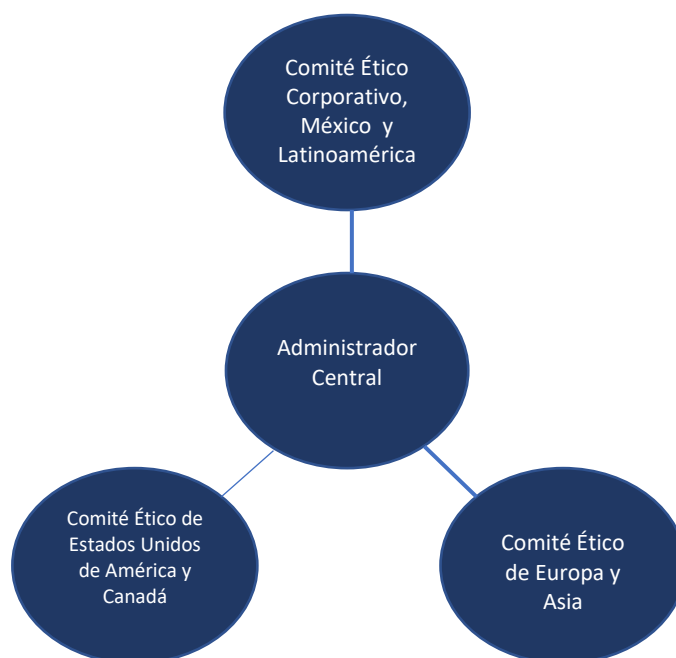 Comité Ético
Corporativo,
México y
Latinoamérica
Administrador
Central
Comité Ético de
Estados Unidos
de América y
Canadá
Comité Ético
de Europa y
Asia